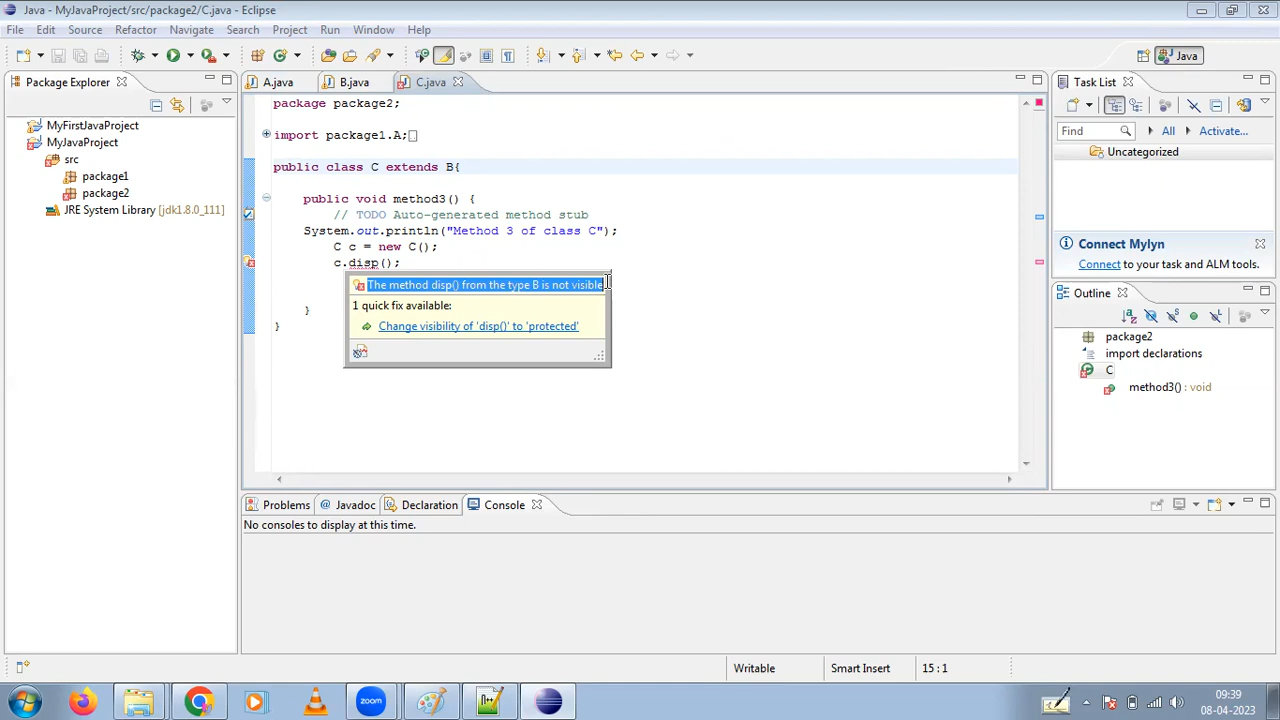 Java - MyJavaProject/src/package2/C.java - Eclipse
File Edit Source Refactor Navigate Search Project Run Window Help
Java
Package Explorer
MyFirstJavaProject
MyJavaProject
src
package1
package2
JRE System Library [jdk1.8.0_111]
A.java B.java C.java
package package2;
import package1.A;
public class C extends B{
public void method3() {
// TODO Auto-generated method stub
System.out.println("Method 3 of class C");
C c = new C();
c.disp();
The method disp() from the type B is not visible
1 quick fix available:
Change visibility of 'disp()' to 'protected'
}
}
Task List
Find All Activate...
Uncategorized
Connect Mylyn
Connect to your task and ALM tools.
Outline
package2
import declarations
C
method3() : void
Problems Javadoc Declaration Console
No consoles to display at this time.
Writable Smart Insert 15 : 1
zoom
09:39
08-04-2023